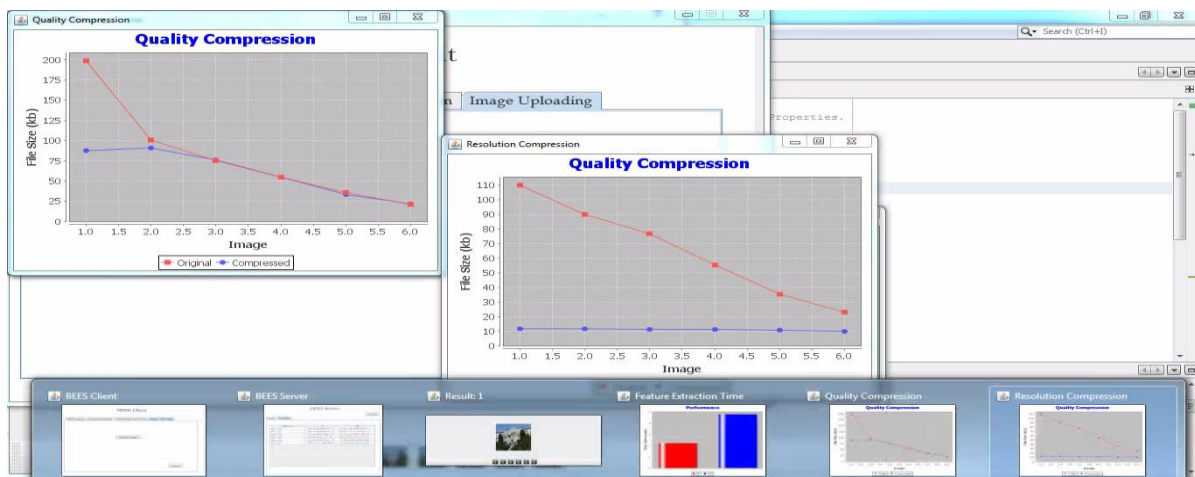 Quality Compression
Quality Compression
200
175
150
125
100
75
50
25
0
File Size (kb)
1.0 1.5 2.0 2.5 3.0 3.5 4.0 4.5 5.0 5.5 6.0
Image
Original Compressed
t
n Image Uploading
Search (Ctrl+I)
Properties.
Resolution Compression
Quality Compression
110
100
90
80
70
60
50
40
30
20
10
0
File Size (kb)
1.0 1.5 2.0 2.5 3.0 3.5 4.0 4.5 5.0 5.5 6.0
Image
BEES Client
BEES Server
Result: 1
Feature Extraction Time
Quality Compression
Resolution Compression
Performance
Quality Compression
Quality Compression